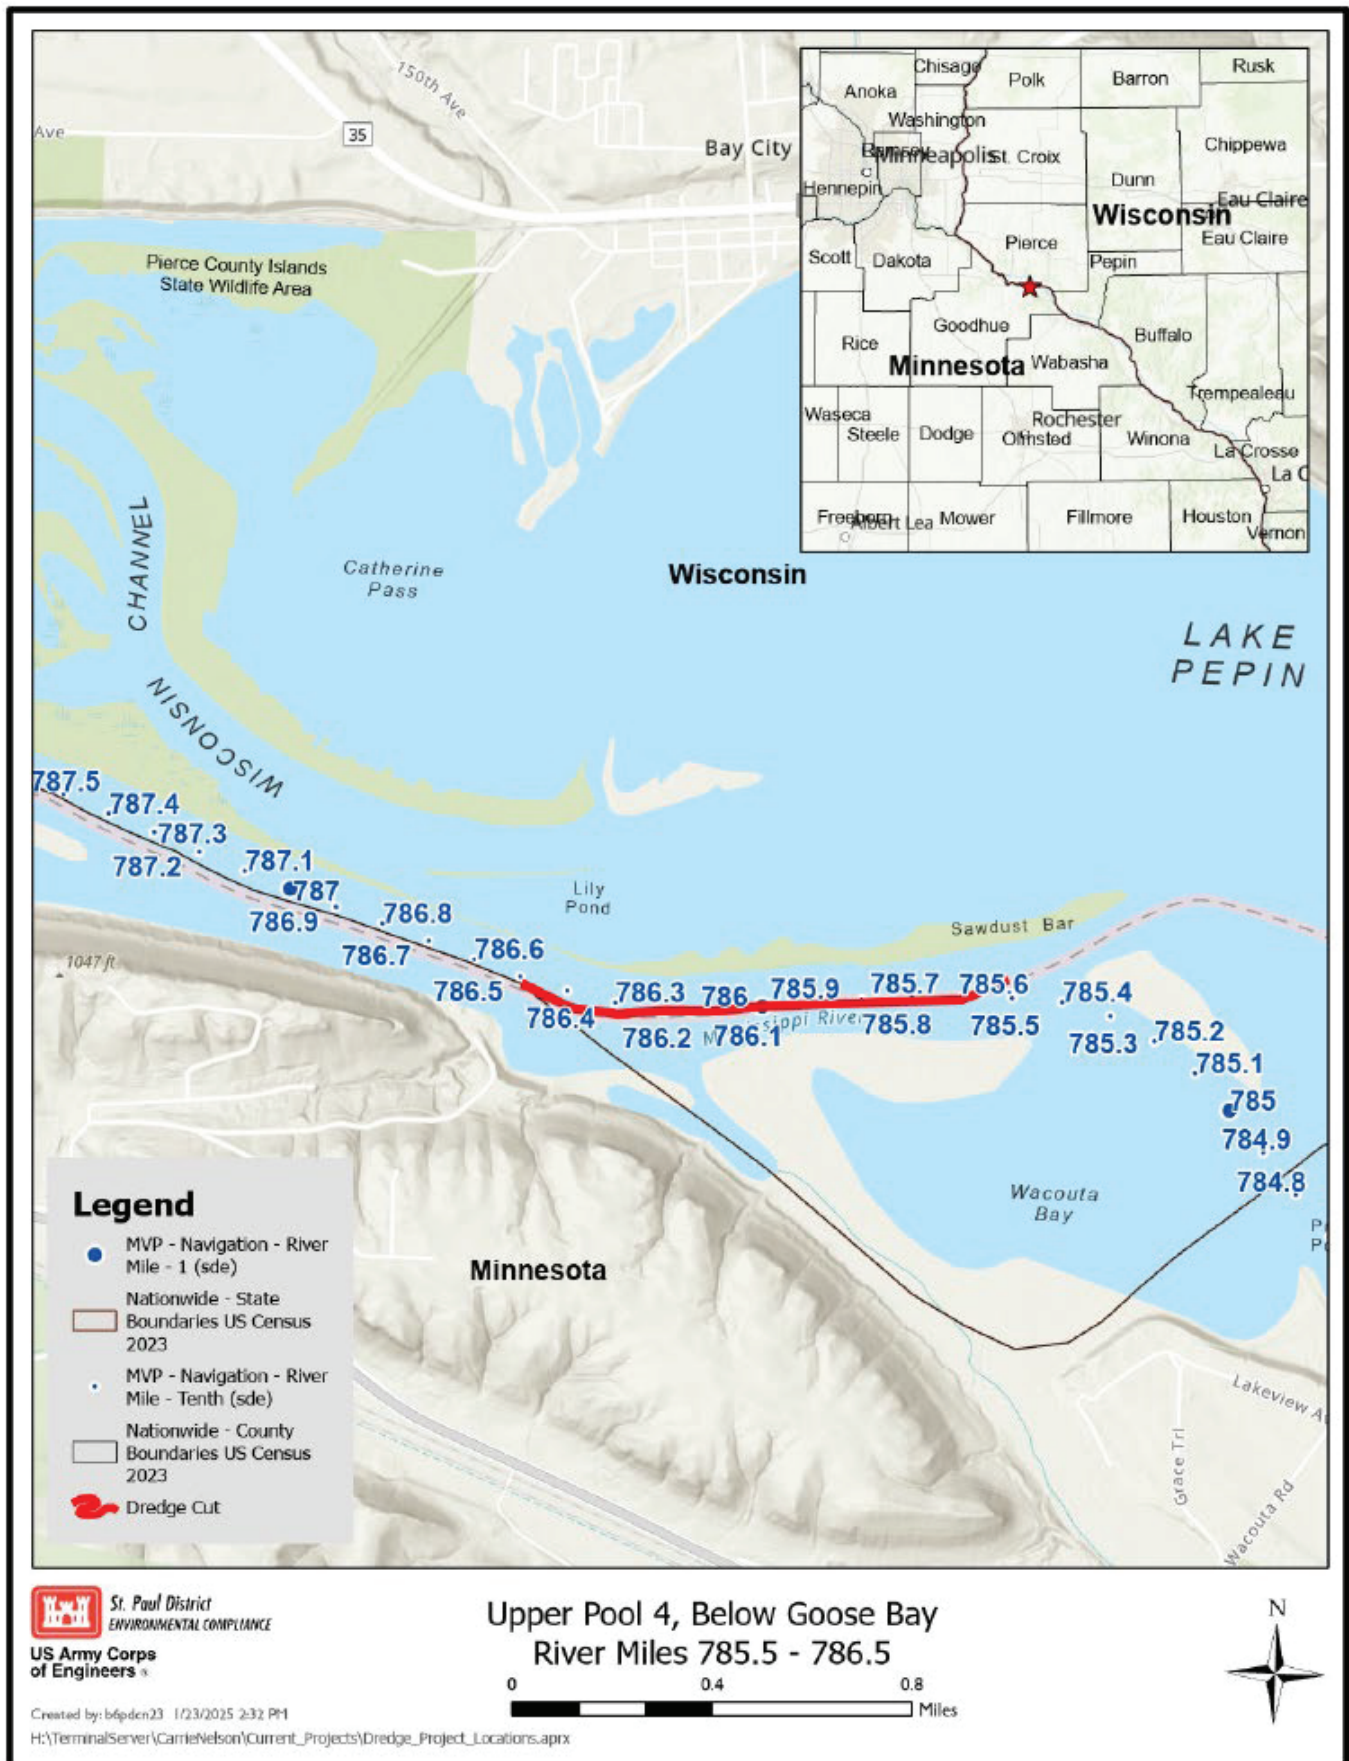 150th Ave
Ave
35
Bay City
Pierce County Islands
State Wildlife Area
Chisago
Polk
Barron
Rusk
Anoka
Washington
Chippewa
Ramsey
Minneapolis
St. Croix
Dunn
Hennepin
Eau Claire
Wisconsin
Eau Claire
Pierce
Scott
Dakota
Pepin
Goodhue
Buffalo
Rice
Minnesota
Wabasha
Trempealeau
Waseca
Steele
Dodge
Rochester
Olmsted
Winona
La Crosse
La C
Freeborn
Albert Lea
Mower
Fillmore
Houston
Vernon
CHANNEL
WISCONSIN
Catherine
Pass
Wisconsin
LAKE
PEPIN
787.5
787.4
787.3
787.2
787.1
787
786.9
786.8
786.7
786.6
786.5
786.4
786.3
786.2
786
786.1
785.9
785.8
785.7
785.6
785.5
785.4
785.3
785.2
785.1
785
784.9
784.8
Lily
Pond
Sawdust Bar
1047 ft
Mississippi River
Wacouta
Bay
Minnesota
Lakeview A
Grace Trl
Wacouta Rd
Legend
MVP - Navigation - River
Mile - 1 (sde)
Nationwide - State
Boundaries US Census
2023
MVP - Navigation - River
Mile - Tenth (sde)
Nationwide - County
Boundaries US Census
2023
Dredge Cut
St. Paul District
ENVIRONMENTAL COMPLIANCE
US Army Corps
of Engineers ®
Upper Pool 4, Below Goose Bay
River Miles 785.5 - 786.5
0 0.4 0.8
Miles
N
Created by: b6pdcn23 1/23/2025 2:32 PM
H:\TerminalServer\CarrieNelson\Current_Projects\Dredge_Project_Locations.aprx